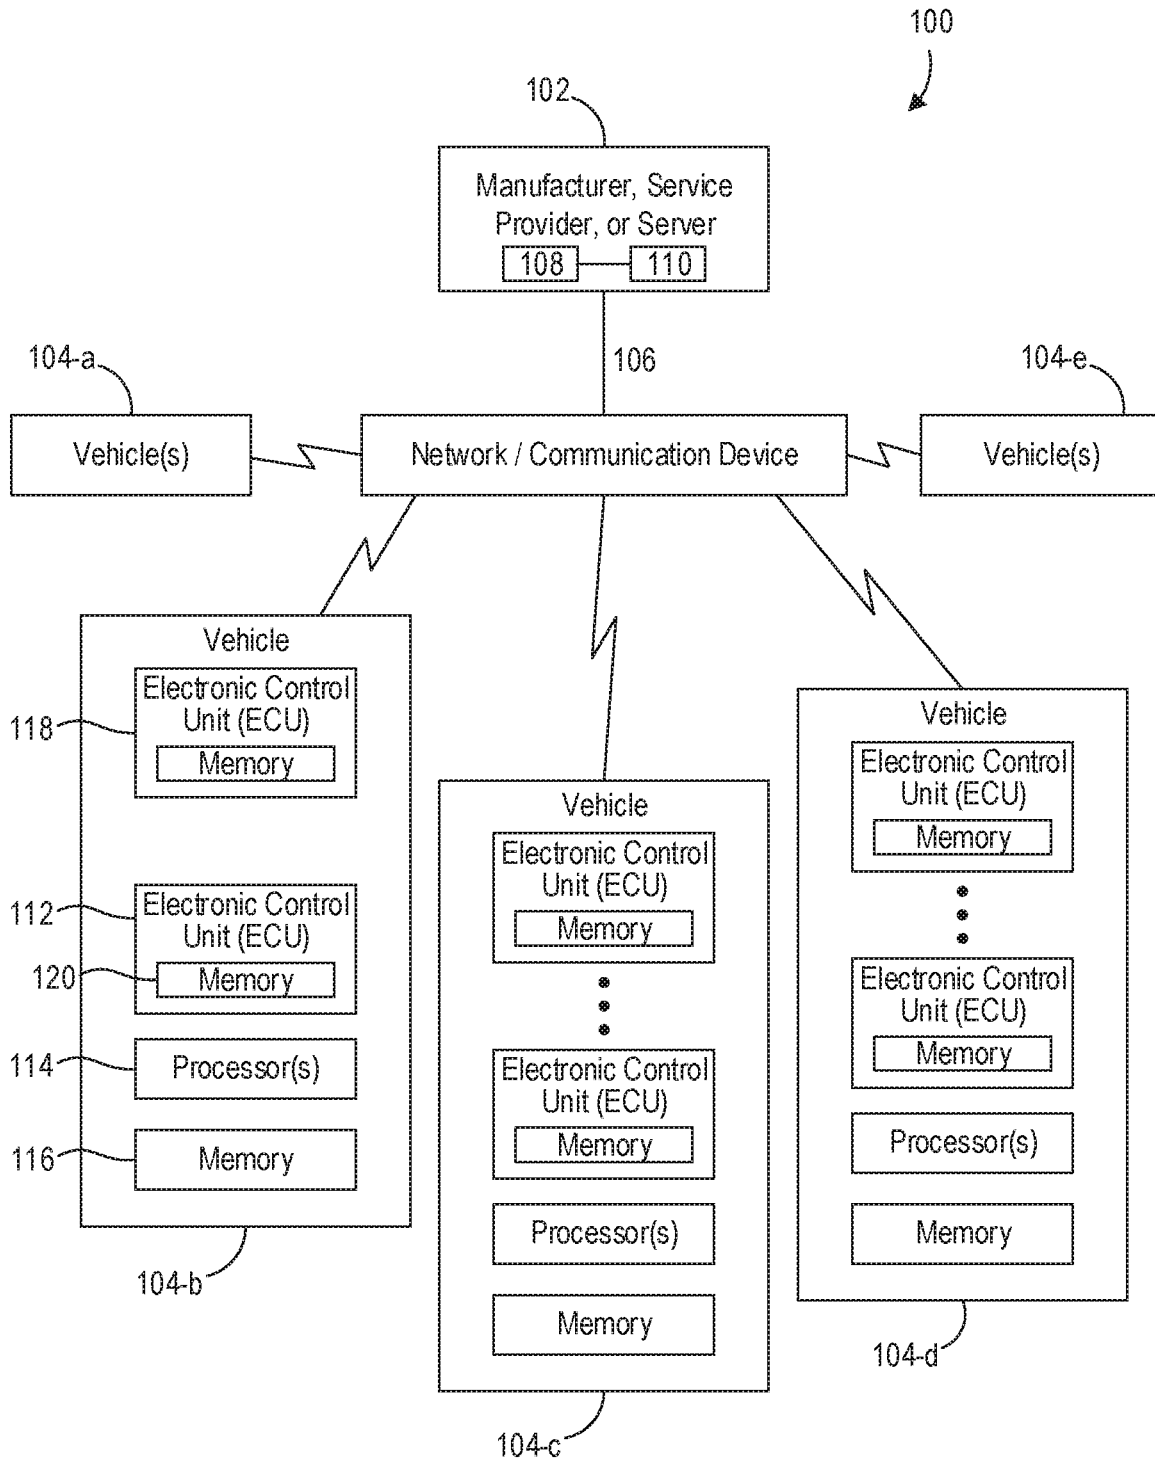 100
102
Manufacturer, Service
Provider, or Server
108
110
106
104-a
104-e
Vehicle(s)
Network / Communication Device
Vehicle(s)
Vehicle
Electronic Control
Unit (ECU)
Memory
118
Electronic Control
Unit (ECU)
Memory
112
120
Processor(s)
114
Memory
116
104-b
Vehicle
Electronic Control
Unit (ECU)
Memory
Electronic Control
Unit (ECU)
Memory
Processor(s)
Memory
104-c
Vehicle
Electronic Control
Unit (ECU)
Memory
Electronic Control
Unit (ECU)
Memory
Processor(s)
Memory
104-d